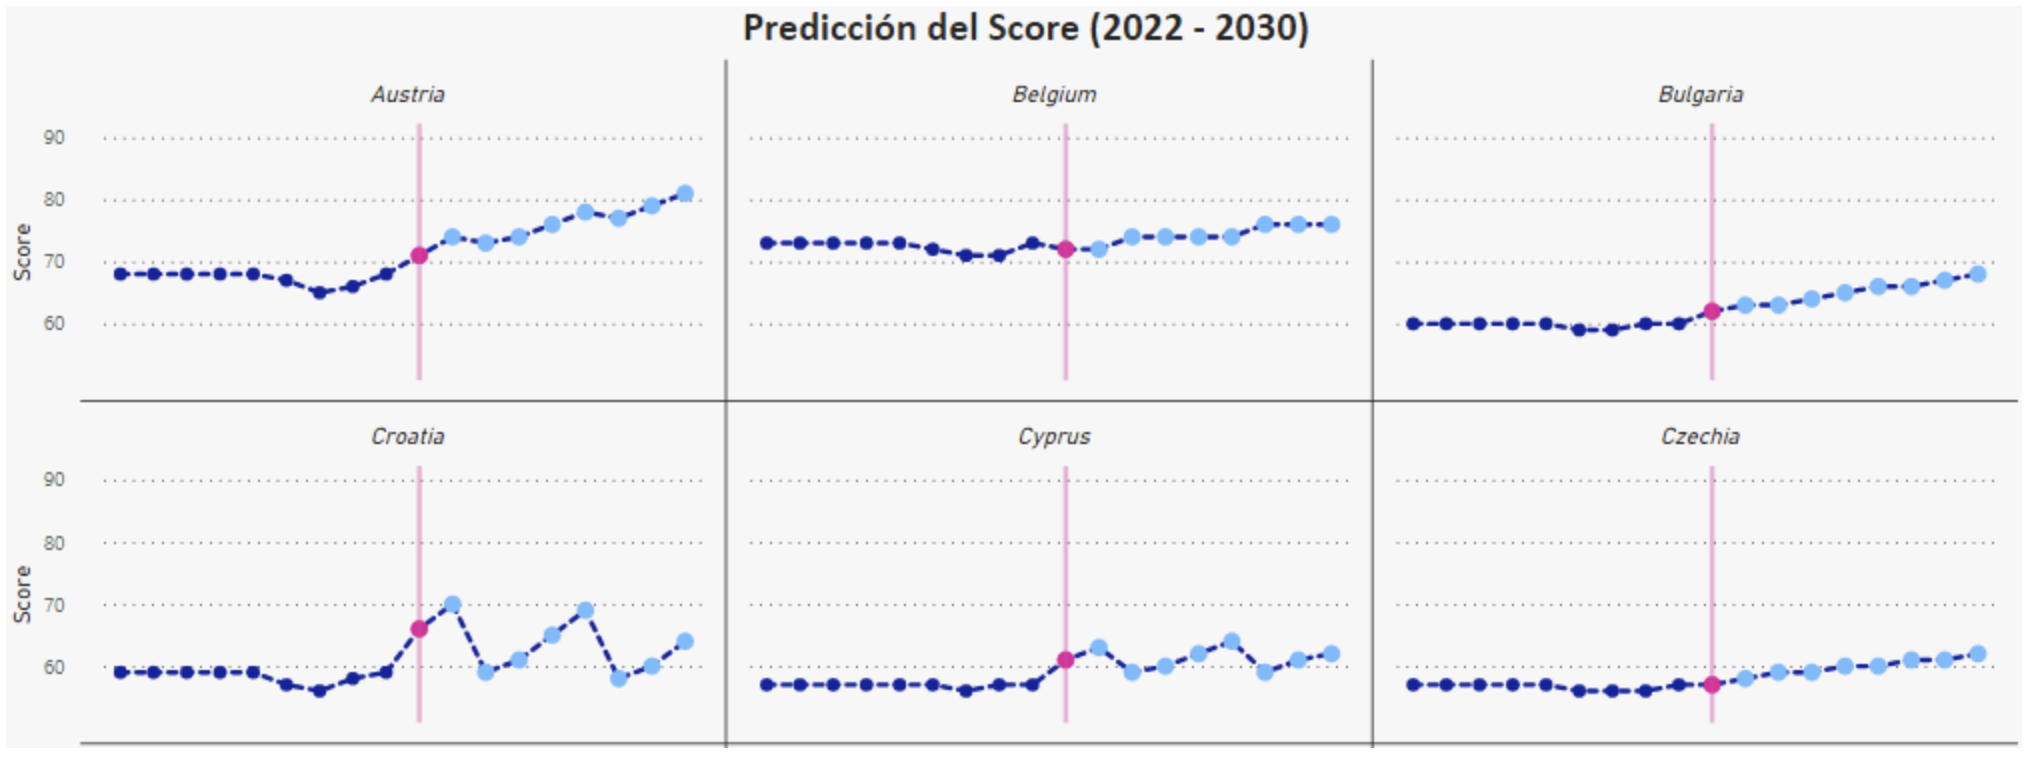 Predicción del Score (2022 - 2030)
Austria
Belgium
Bulgaria
90
80
70
60
Score
Croatia
Cyprus
Czechia
90
80
70
60
Score